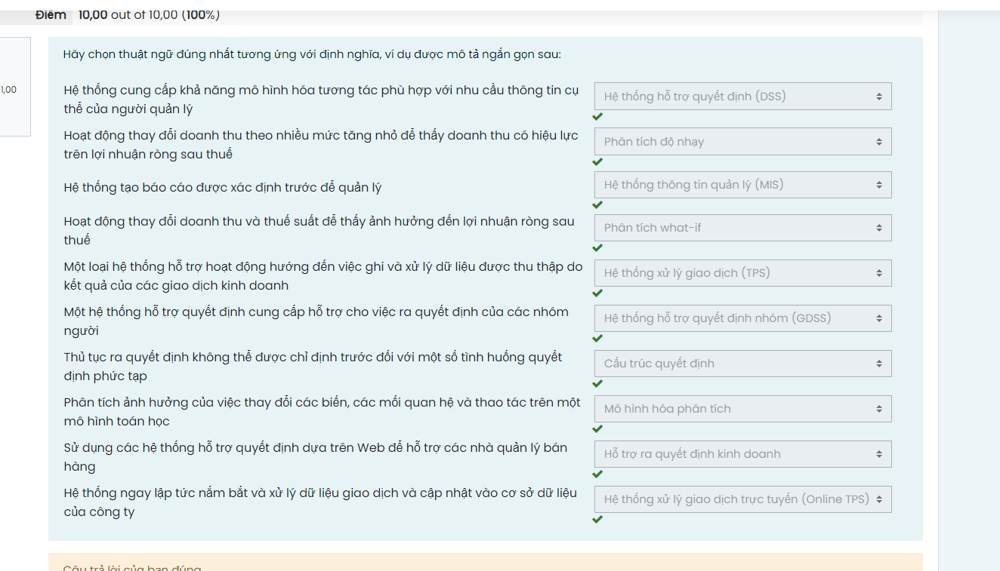 Điểm 10,00 out of 10,00 (100%)
1,00
Hãy chọn thuật ngữ đúng nhất tương ứng với định nghĩa, ví dụ được mô tả ngắn gọn sau:
Hệ thống cung cấp khả năng mô hình hóa tương tác phù hợp với nhu cầu thông tin cụ
thể của người quản lý
Hệ thống hỗ trợ quyết định (DSS)
Hoạt động thay đổi doanh thu theo nhiều mức tăng nhỏ để thấy doanh thu có hiệu lực
trên lợi nhuận ròng sau thuế
Phân tích độ nhạy
Hệ thống tạo báo cáo được xác định trước để quản lý
Hệ thống thông tin quản lý (MIS)
Hoạt động thay đổi doanh thu và thuế suất để thấy ảnh hưởng đến lợi nhuận ròng sau
thuế
Phân tích what-if
Một loại hệ thống hỗ trợ hoạt động hướng đến việc ghi và xử lý dữ liệu được thu thập do
kết quả của các giao dịch kinh doanh
Hệ thống xử lý giao dịch (TPS)
Một hệ thống hỗ trợ quyết định cung cấp hỗ trợ cho việc ra quyết định của các nhóm
người
Hệ thống hỗ trợ quyết định nhóm (GDSS)
Thủ tục ra quyết định không thể được chỉ định trước đối với một số tình huống quyết
định phức tạp
Cấu trúc quyết định
Phân tích ảnh hưởng của việc thay đổi các biến, các mối quan hệ và thao tác trên một
mô hình toán học
Mô hình hóa phân tích
Sử dụng các hệ thống hỗ trợ quyết định dựa trên Web để hỗ trợ các nhà quản lý bán
hàng
Hỗ trợ ra quyết định kinh doanh
Hệ thống ngay lập tức nắm bắt và xử lý dữ liệu giao dịch và cập nhật vào cơ sở dữ liệu
của công ty
Hệ thống xử lý giao dịch trực tuyến (Online TPS)
Câu trả lời của bạn đúng